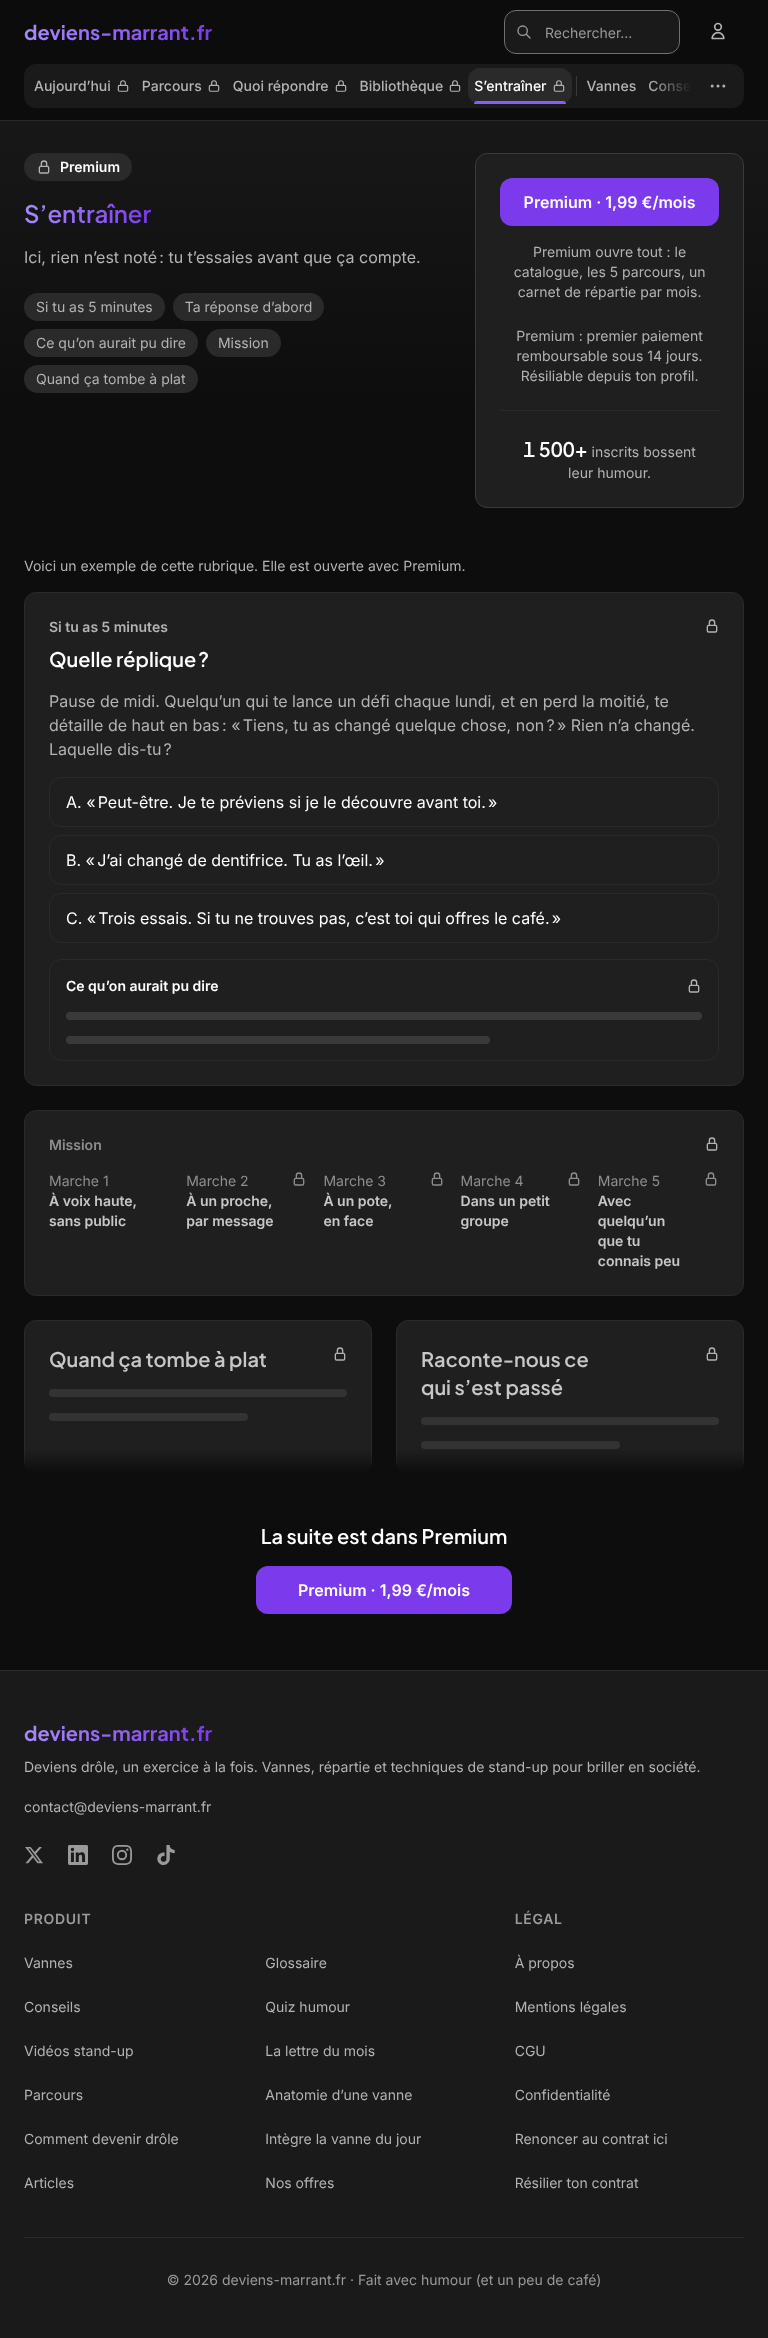 deviens-marrant.fr
Rechercher...
Aujourd’hui
Parcours
Quoi répondre
Bibliothèque
S’entraîner
Vannes
Premium
S’entraîner
Ici, rien n’est noté : tu t’essaies avant que ça compte.
Si tu as 5 minutes
Ta réponse d’abord
Ce qu’on aurait pu dire
Mission
Quand ça tombe à plat
Premium · 1,99 €/mois
Premium ouvre tout : le
catalogue, les 5 parcours, un
carnet de répartie par mois.
Premium : premier paiement
remboursable sous 14 jours.
Résiliable depuis ton profil.
1 500+ inscrits bossent
leur humour.
Voici un exemple de cette rubrique. Elle est ouverte avec Premium.
Si tu as 5 minutes
Quelle réplique ?
Pause de midi. Quelqu’un qui te lance un défi chaque lundi, et en perd la moitié, te
détaille de haut en bas : « Tiens, tu as changé quelque chose, non ? » Rien n’a changé.
Laquelle dis-tu ?
A. « Peut-être. Je te préviens si je le découvre avant toi. »
B. « J’ai changé de dentifrice. Tu as l’œil. »
C. « Trois essais. Si tu ne trouves pas, c’est toi qui offres le café. »
Ce qu’on aurait pu dire
Mission
Marche 1
À voix haute,
sans public
Marche 2
À un proche,
par message
Marche 3
À un pote,
en face
Marche 4
Dans un petit
groupe
Marche 5
Avec
quelqu’un
que tu
connais peu
Quand ça tombe à plat
Raconte-nous ce
qui s’est passé
La suite est dans Premium
Premium · 1,99 €/mois
deviens-marrant.fr
Deviens drôle, un exercice à la fois. Vannes, répartie et techniques de stand-up pour briller en société.
contact@deviens-marrant.fr
PRODUIT
Vannes
Conseils
Vidéos stand-up
Parcours
Comment devenir drôle
Articles
Glossaire
Quiz humour
La lettre du mois
Anatomie d’une vanne
Intègre la vanne du jour
Nos offres
LÉGAL
À propos
Mentions légales
CGU
Confidentialité
Renoncer au contrat ici
Résilier ton contrat
© 2026 deviens-marrant.fr · Fait avec humour (et un peu de café)